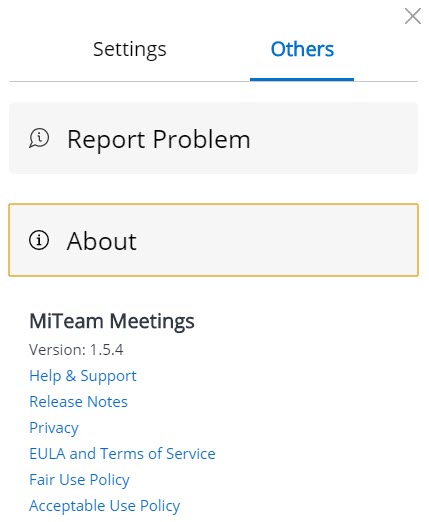 Settings
Others
Report Problem
About
MiTeam Meetings
Version: 1.5.4
Help & Support
Release Notes
Privacy
EULA and Terms of Service
Fair Use Policy
Acceptable Use Policy